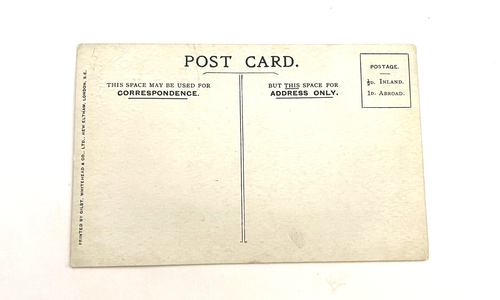 POST CARD.
THIS SPACE MAY BE USED FOR
CORRESPONDENCE.
BUT THIS SPACE FOR
ADDRESS ONLY.
POSTAGE.
½D. INLAND.
1D. ABROAD.
PRINTED BY GILBY, WHITEHEAD & CO., LTD., NEW ELTHAM, LONDON, S.E.